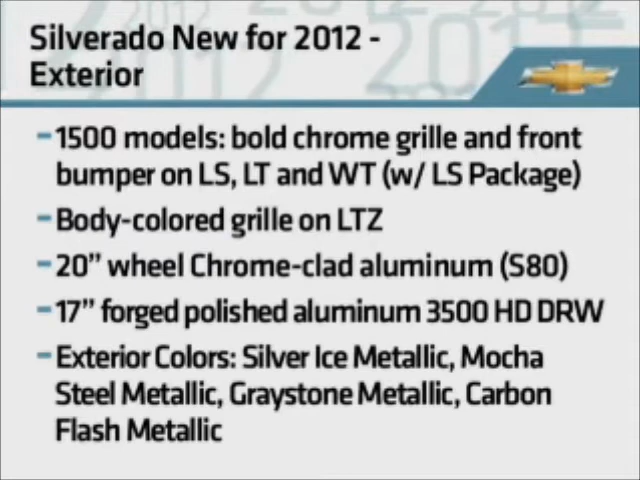 Silverado New for 2012 -
Exterior
1500 models: bold chrome grille and front
bumper on LS, LT and WT (w/ LS Package)
Body-colored grille on LTZ
20” wheel Chrome-clad aluminum (S80)
17” forged polished aluminum 3500 HD DRW
Exterior Colors: Silver Ice Metallic, Mocha
Steel Metallic, Graystone Metallic, Carbon
Flash Metallic